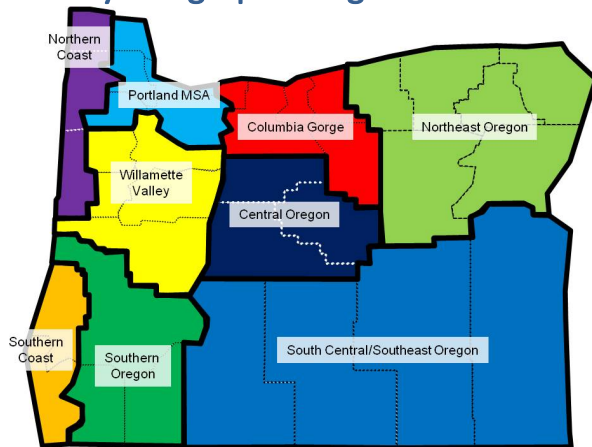 Northern
Coast
Portland MSA
Columbia Gorge
Northeast Oregon
Willamette
Valley
Central Oregon
Southern
Coast
Southern
Oregon
South Central/Southeast Oregon